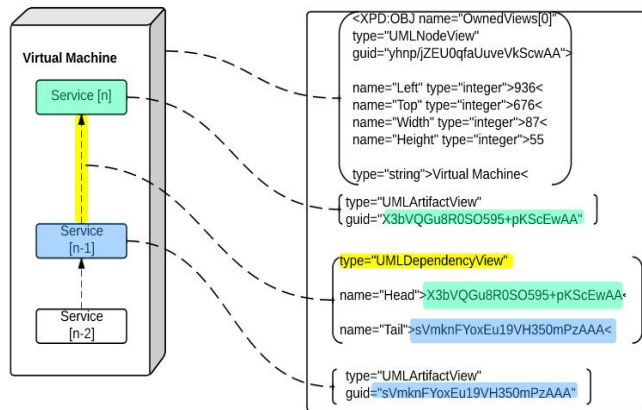 Virtual Machine
Service [n]
Service
[n-1]
Service
[n-2]
<XPD:OBJ name="OwnedViews[0]"
type="UMLNodeView"
guid="yhnp/jZEU0qfaUuveVkScwAA">
name="Left" type="integer">936<
name="Top" type="integer">676<
name="Width" type="integer">87<
name="Height" type="integer">55
type="string">Virtual Machine<
type="UMLArtifactView"
guid="X3bVQGu8R0SO595+pKScEwAA"
type="UMLDependencyView"
name="Head">X3bVQGu8R0SO595+pKScEwAA<
name="Tail">sVmknFYoxEu19VH350mPzAAA<
type="UMLArtifactView"
guid="sVmknFYoxEu19VH350mPzAAA"